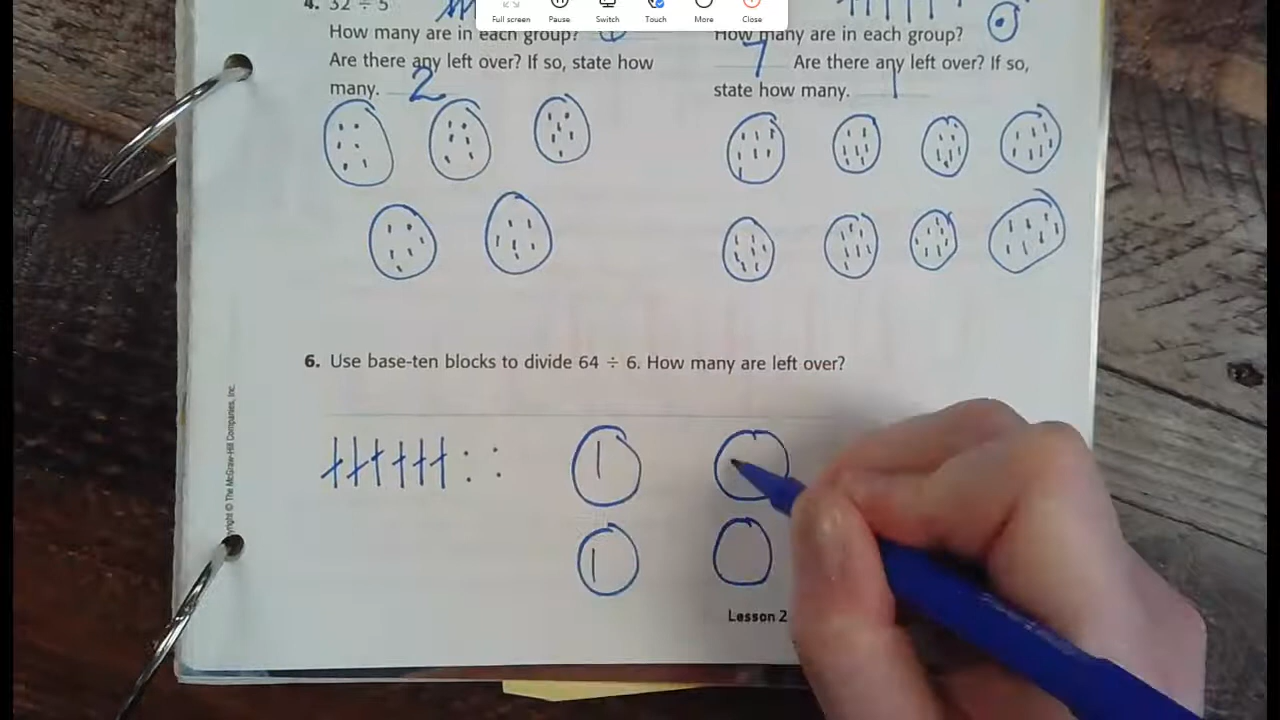 Full screen Pause Switch Touch More Close
4. 32 ÷ 5
How many are in each group?
Are there any left over? If so, state how
many. 2
How many are in each group?
7 Are there any left over? If so,
state how many. 1
6. Use base-ten blocks to divide 64 ÷ 6. How many are left over?
Lesson 2
© The McGraw-Hill Companies, Inc.